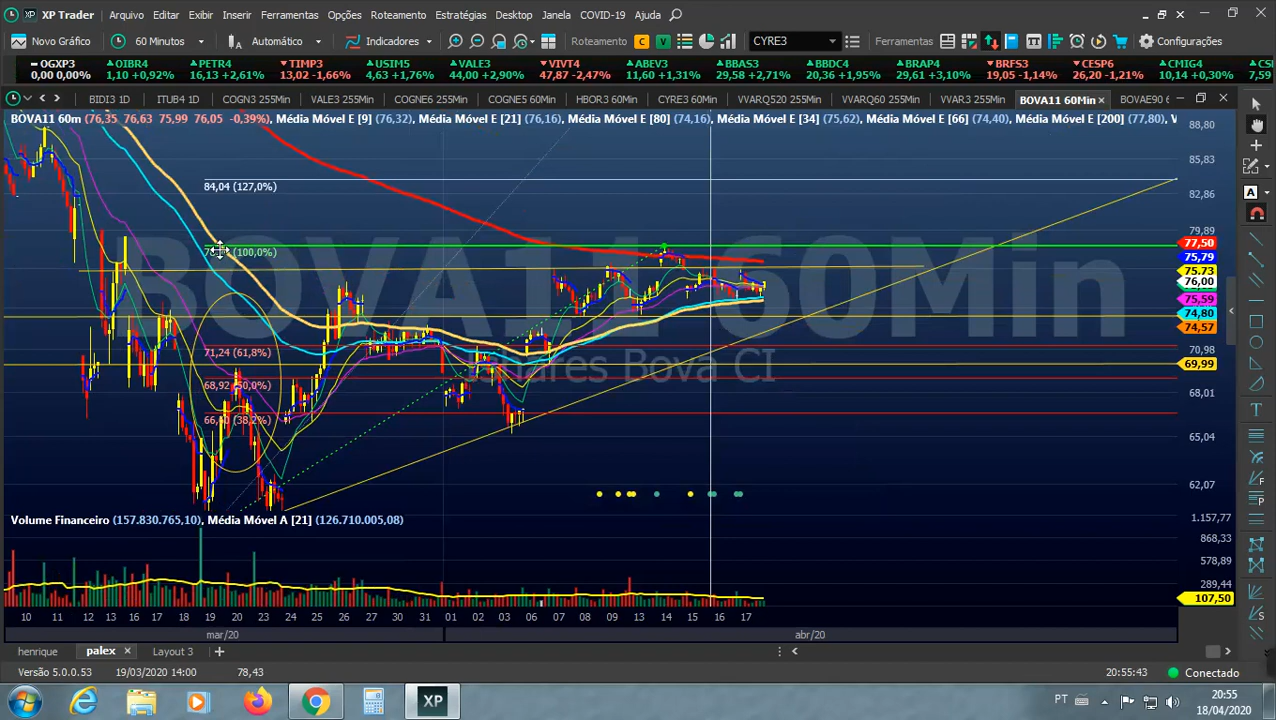 XP Trader Arquivo Editar Exibir Inserir Ferramentas Opções Roteamento Estratégias Desktop Janela COVID-19 Ajuda
Novo Gráfico 60 Minutos Automático Indicadores Roteamento C V CYRE3 Ferramentas Configurações
OGXP3 OIBR4 PETR4 TIMP3 USIM5 VALE3 VIVT4 ABEV3 BBAS3 BBDC4 BRAP4 BRFS3 CESP6 CMIG4 CSI
0,00 0,00% 1,10 +0,92% 16,13 +2,61% 13,02 -1,66% 4,63 +1,76% 44,00 +2,90% 47,87 -2,47% 11,60 +1,31% 29,58 +2,71% 20,36 +1,95% 29,61 +3,10% 19,05 -1,14% 26,20 -1,21% 10,14 +0,30% 7,59
BIDI3 1D ITUB4 1D COGN3 255Min VALE3 255Min COGNE6 255Min COGNE5 60Min HBOR3 60Min CYRE3 60Min VVARQ520 255Min VVARQ60 255Min VVAR3 255Min BOVA11 60Min BOVAE90 6
BOVA11 60m (76,35 76,63 75,99 76,05 -0,39%), Média Móvel E [9] (76,32), Média Móvel E [21] (76,16), Média Móvel E [80] (74,16), Média Móvel E [34] (75,62), Média Móvel E [66] (74,40), Média Móvel E [200] (77,80), V
88,80
85,83
84,04 (127,0%)
82,86
79,89
(100,0%)
77,50
75,79
75,73
76,00
75,59
74,80
74,57
BOVA11 60Min
Ishares Bova CI
71,24 (61,8%)
70,98
69,99
68,92 (50,0%)
68,01
(38,2%)
65,04
62,07
Volume Financeiro (157.830.765,10), Média Móvel A [21] (126.710.005,08)
1.157,77
868,33
578,89
289,44
107,50
10 11 12 13 16 17 18 19 20 23 24 25 26 27 30 31 01 02 03 06 07 08 09 13 14 15 16 17
mar/20 abr/20
henrique palex Layout 3
Versão 5.0.0.53 19/03/2020 14:00 78,43 20:55:43 Conectado
XP PT 20:55
18/04/2020